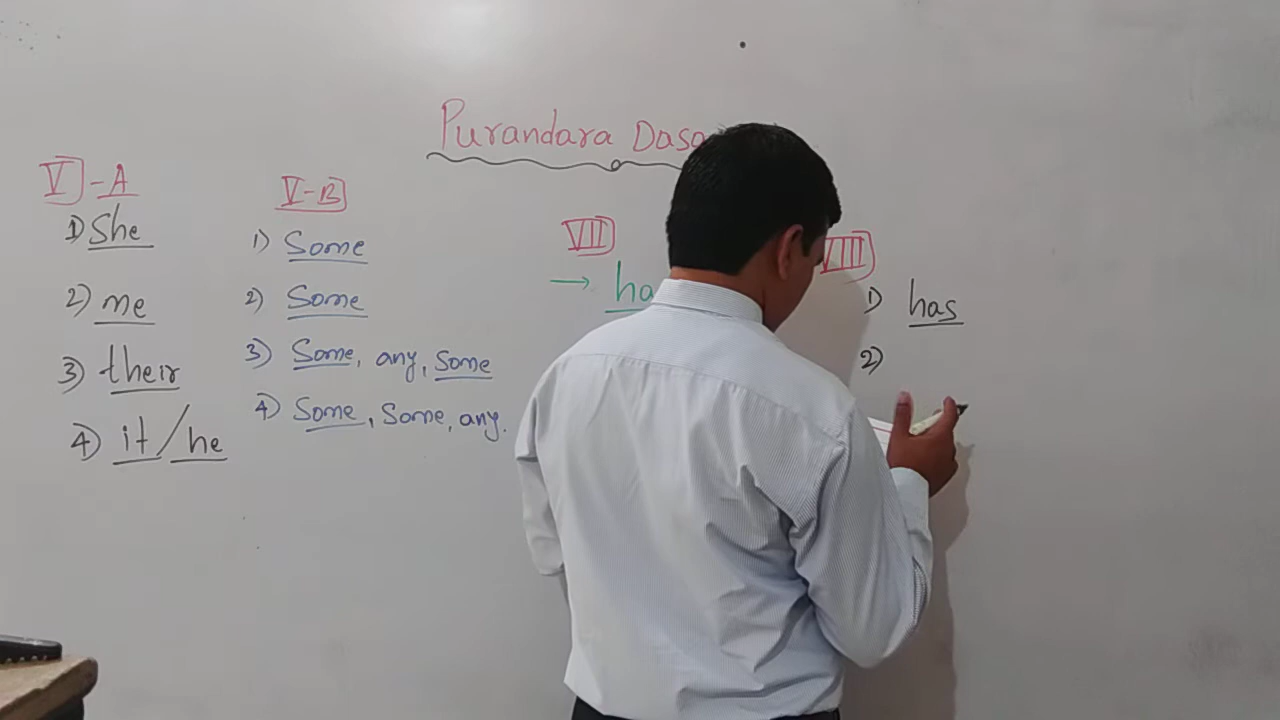 Purandara
V - A
1) She
2) me
3) their
4) it / he
V - B
1) Some
2) Some
3) Some, any, Some
4) Some, Some, any.
VII
→
VIII
1) has
2)